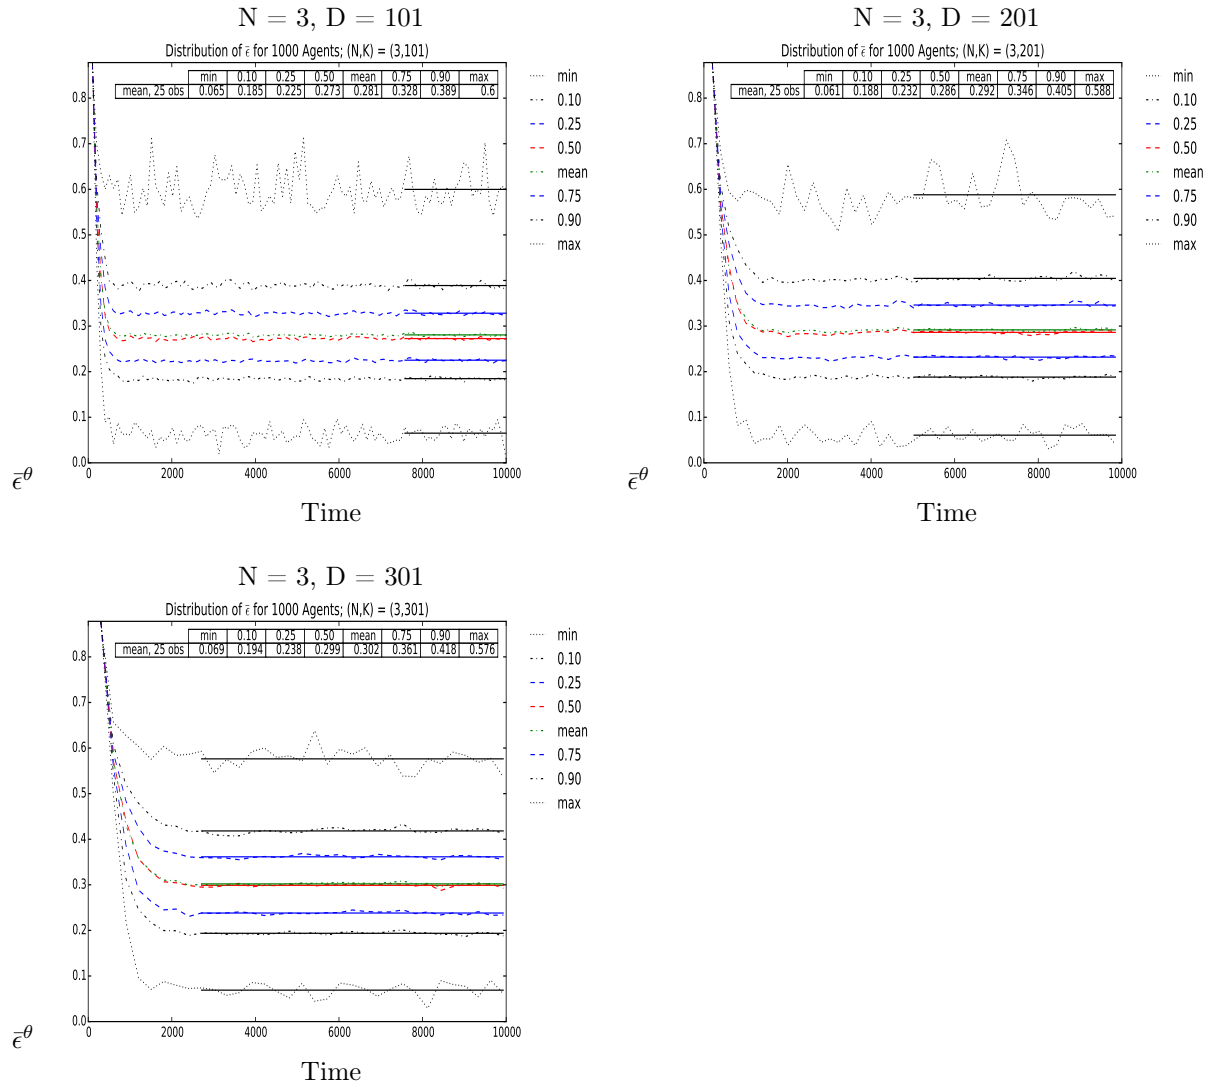 N = 3, D = 101
Distribution of ε̄ for 1000 Agents; (N,K) = (3,101)
min 0.10 0.25 0.50 mean 0.75 0.90 max
mean, 25 obs 0.065 0.185 0.225 0.273 0.281 0.328 0.389 0.6
0.8
0.7
0.6
0.5
0.4
0.3
0.2
0.1
0.0
0 2000 4000 6000 8000 10000
min
0.10
0.25
0.50
mean
0.75
0.90
max
ε̄^θ
Time
N = 3, D = 201
Distribution of ε̄ for 1000 Agents; (N,K) = (3,201)
min 0.10 0.25 0.50 mean 0.75 0.90 max
mean, 25 obs 0.061 0.188 0.232 0.286 0.292 0.346 0.405 0.588
0.8
0.7
0.6
0.5
0.4
0.3
0.2
0.1
0.0
0 2000 4000 6000 8000 10000
min
0.10
0.25
0.50
mean
0.75
0.90
max
ε̄^θ
Time
N = 3, D = 301
Distribution of ε̄ for 1000 Agents; (N,K) = (3,301)
min 0.10 0.25 0.50 mean 0.75 0.90 max
mean, 25 obs 0.069 0.194 0.238 0.299 0.302 0.361 0.418 0.576
0.8
0.7
0.6
0.5
0.4
0.3
0.2
0.1
0.0
0 2000 4000 6000 8000 10000
min
0.10
0.25
0.50
mean
0.75
0.90
max
ε̄^θ
Time